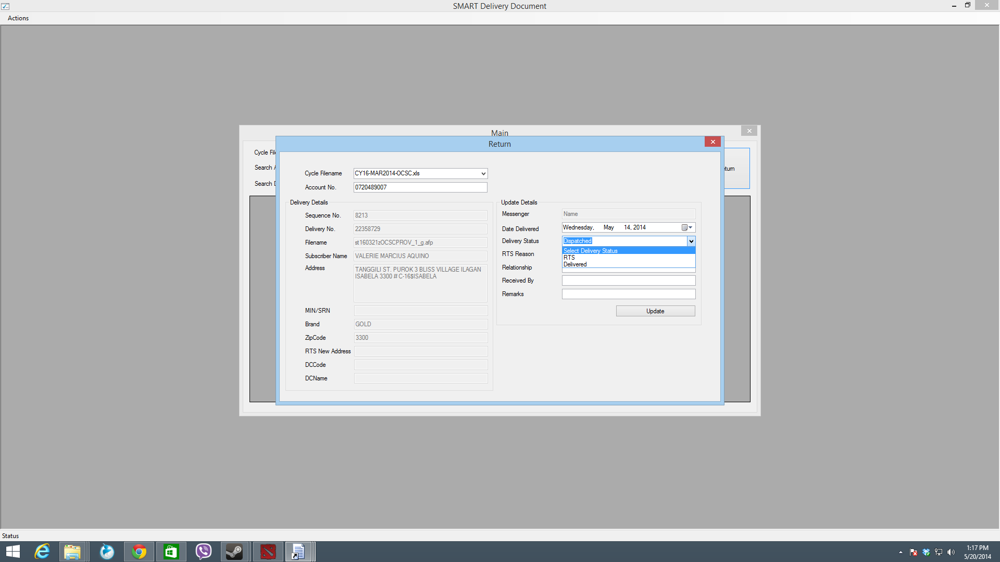 SMART Delivery Document
Actions
Main
Return
Cycle Fil
Search A
Search D
eturn
Cycle Filename CY16-MAR2014-OCSC.xls
Account No. 0720489007
Delivery Details
Sequence No. 8213
Delivery No. 22358729
Filename st160321zOCSCPROV_1_g.afp
Subscriber Name VALERIE MARCIUS AQUINO
Address TANGGILI ST. PUROK 3 BLISS VILLAGE ILAGAN
ISABELA 3300 # C-16$ISABELA
MIN/SRN
Brand GOLD
ZipCode 3300
RTS New Address
DCCode
DCName
Update Details
Messenger Name
Date Delivered Wednesday, May 14, 2014
Delivery Status Dispatched
Select Delivery Status
RTS Reason RTS
Delivered
Relationship
Received By
Remarks
Update
Status
1:17 PM
5/20/2014